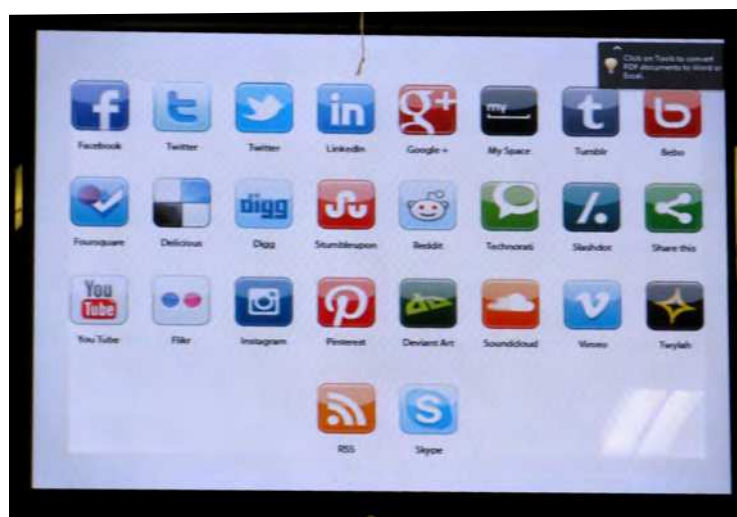 Click on Tools to convert
PDF documents to Word or
Excel.
f t in g+ my t b
Facebook Twitter Twitter LinkedIn Google + My Space Tumblr Bebo
digg
Foursquare Delicious Digg Stumbleupon Reddit Technorati Slashdot Share this
You
Tube
You Tube Flikr Instagram Pinterest Deviant Art Soundcloud Vimeo Twylah
S
RSS Skype